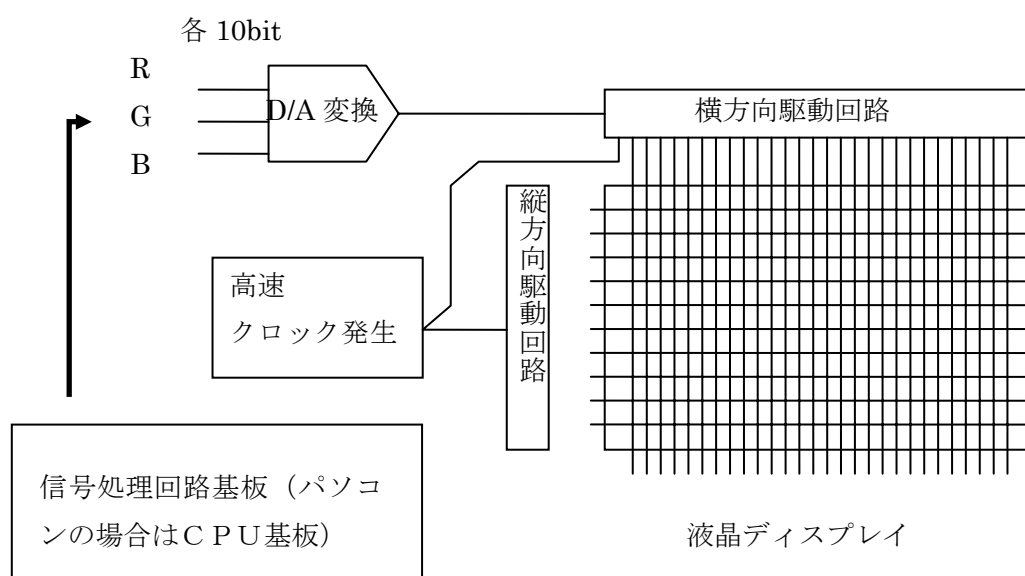 各 10bit
R
G
B
D/A 変換
横方向駆動回路
縦方向駆動回路
高速
クロック発生
信号処理回路基板（パソコ
ンの場合はＣＰＵ基板）
液晶ディスプレイ